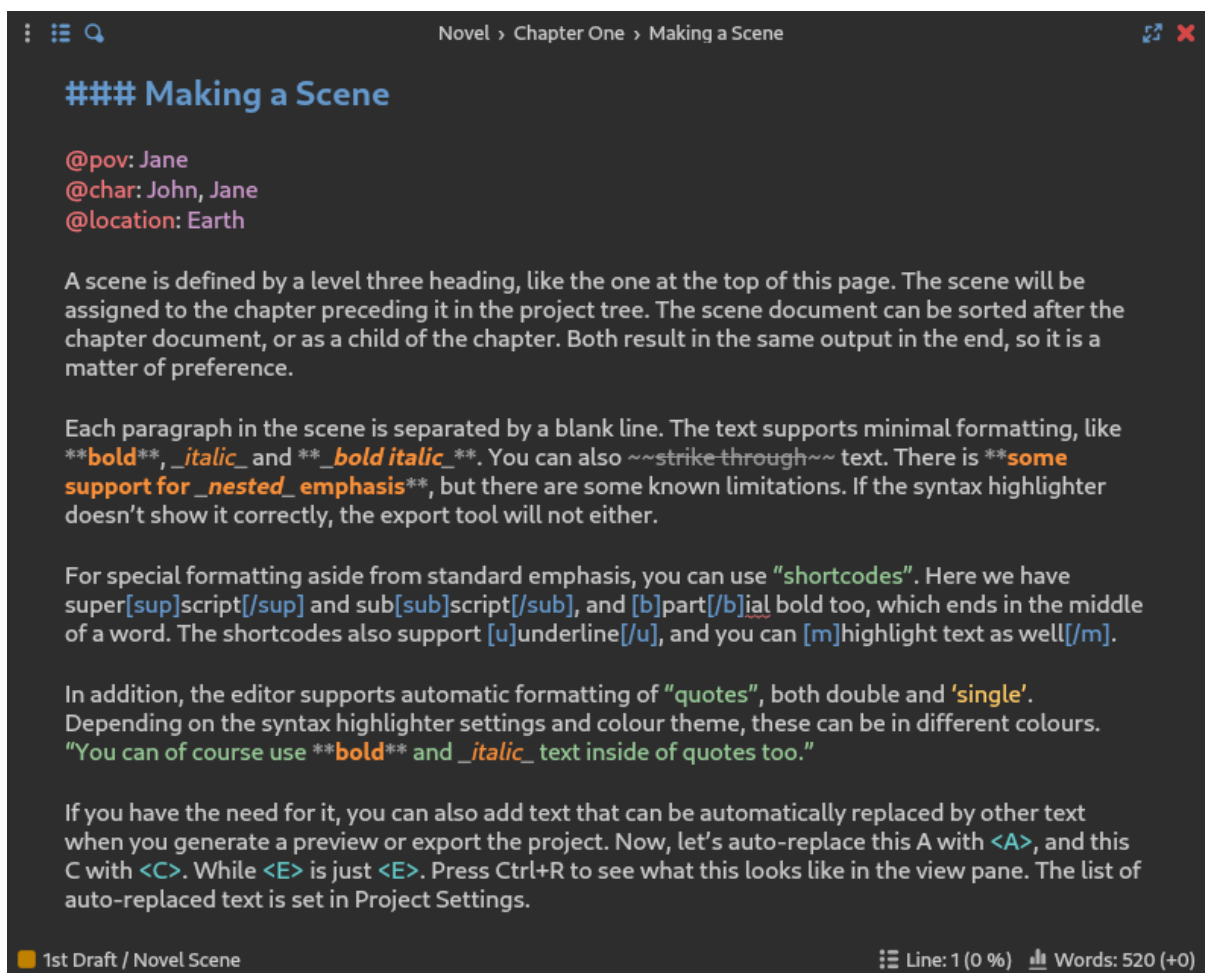 Novel › Chapter One › Making a Scene
### Making a Scene
@pov: Jane
@char: John, Jane
@location: Earth
A scene is defined by a level three heading, like the one at the top of this page. The scene will be
assigned to the chapter preceding it in the project tree. The scene document can be sorted after the
chapter document, or as a child of the chapter. Both result in the same output in the end, so it is a
matter of preference.
Each paragraph in the scene is separated by a blank line. The text supports minimal formatting, like
**bold**, _italic_ and **_bold italic_**. You can also ~~strike through~~ text. There is **some
support for _nested_ emphasis**, but there are some known limitations. If the syntax highlighter
doesn’t show it correctly, the export tool will not either.
For special formatting aside from standard emphasis, you can use “shortcodes”. Here we have
super[sup]script[/sup] and sub[sub]script[/sub], and [b]part[/b]ial bold too, which ends in the middle
of a word. The shortcodes also support [u]underline[/u], and you can [m]highlight text as well[/m].
In addition, the editor supports automatic formatting of “quotes”, both double and ‘single’.
Depending on the syntax highlighter settings and colour theme, these can be in different colours.
“You can of course use **bold** and _italic_ text inside of quotes too.”
If you have the need for it, you can also add text that can be automatically replaced by other text
when you generate a preview or export the project. Now, let’s auto-replace this A with <A>, and this
C with <C>. While <E> is just <E>. Press Ctrl+R to see what this looks like in the view pane. The list of
auto-replaced text is set in Project Settings.
1st Draft / Novel Scene
Line: 1 (0 %)
Words: 520 (+0)